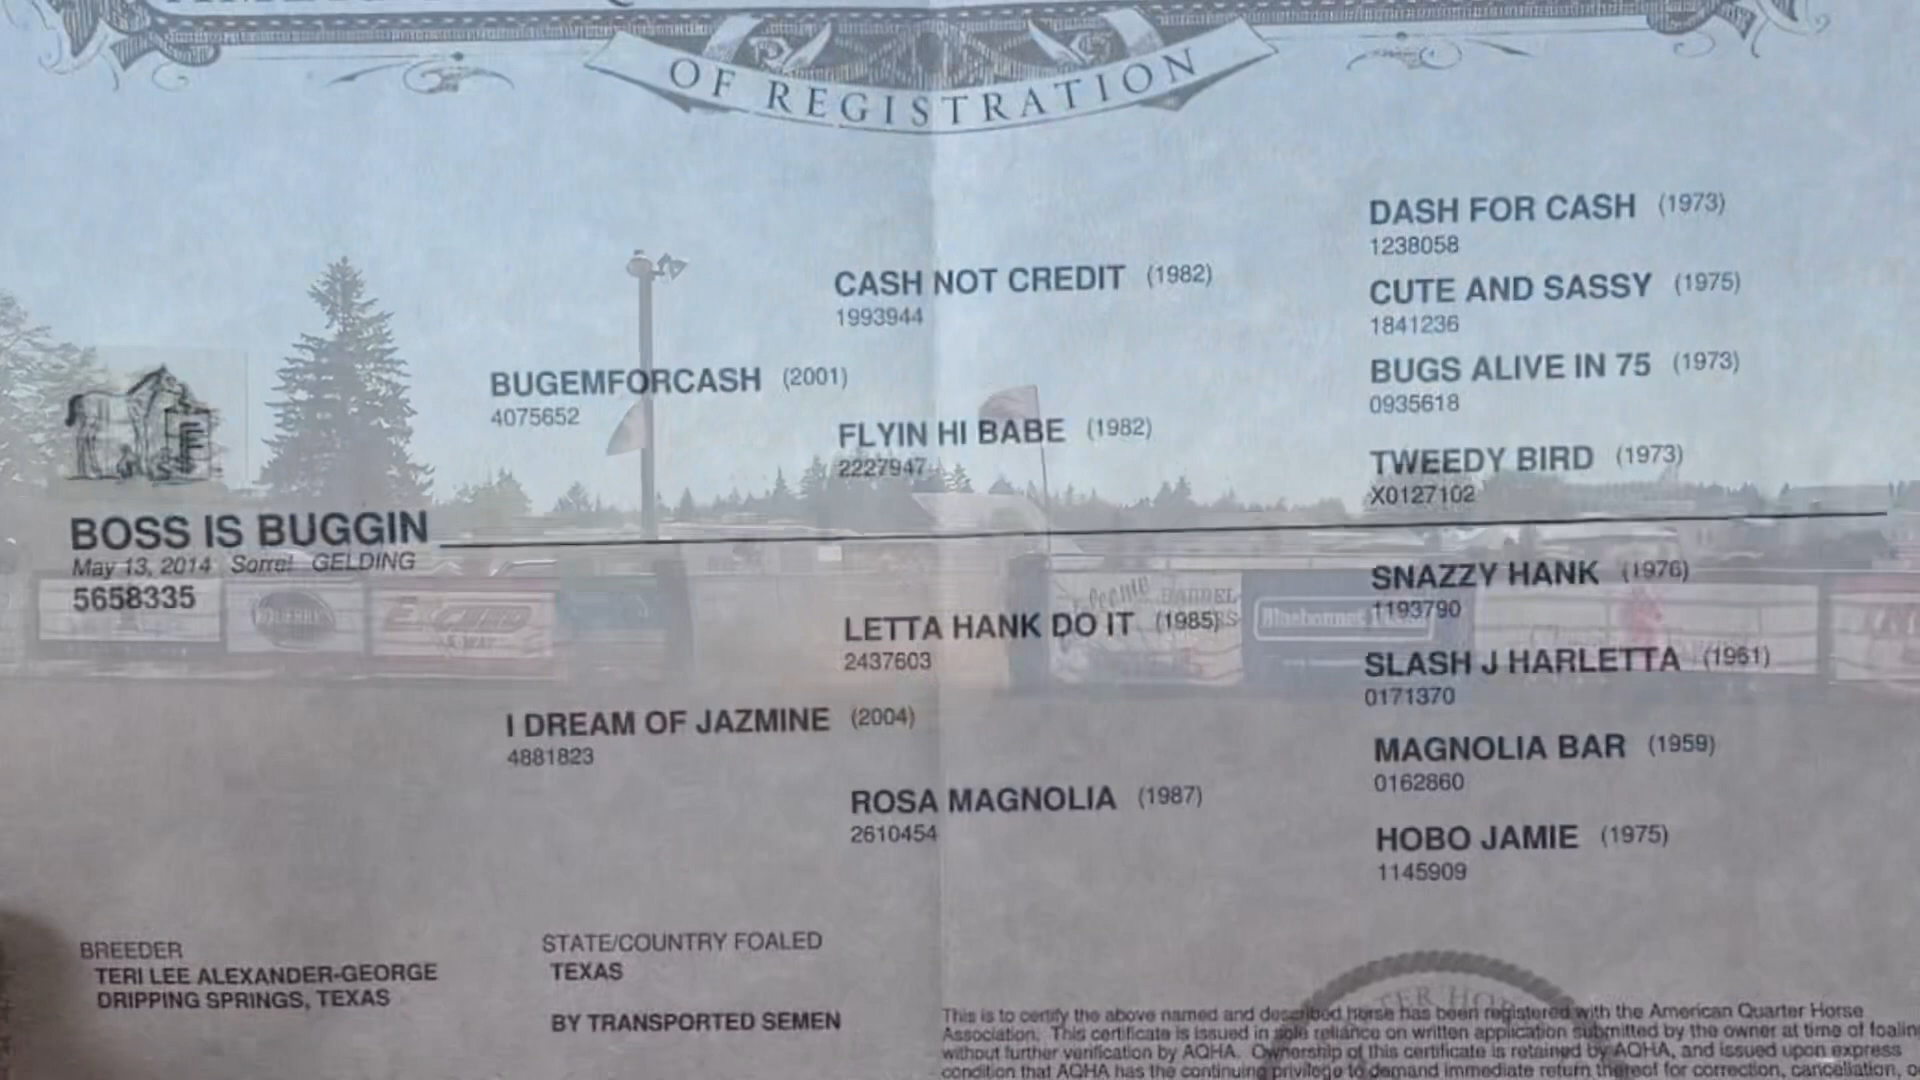 OF REGISTRATION
DASH FOR CASH (1973)
1238058
CASH NOT CREDIT (1982)
1993944
CUTE AND SASSY (1975)
1841236
BUGEMFORCASH (2001)
4075652
BUGS ALIVE IN 75 (1973)
0935618
FLYIN HI BABE (1982)
2227947
TWEEDY BIRD (1973)
X0127102
BOSS IS BUGGIN
May 13, 2014 Sorrel GELDING
5658335
SNAZZY HANK (1976)
1193790
LETTA HANK DO IT (1985)
2437603
SLASH J HARLETTA (1961)
0171370
I DREAM OF JAZMINE (2004)
4881823
MAGNOLIA BAR (1959)
0162860
ROSA MAGNOLIA (1987)
2610454
HOBO JAMIE (1975)
1145909
BREEDER
TERI LEE ALEXANDER-GEORGE
DRIPPING SPRINGS, TEXAS
STATE/COUNTRY FOALED
TEXAS
BY TRANSPORTED SEMEN
This is to certify the above named and described horse has been registered with the American Quarter Horse
Association. This certificate is issued in sole reliance on written application submitted by the owner at time of foaling
without further verification by AQHA. Ownership of this certificate is retained by AQHA, and issued upon express
condition that AQHA has the continuing privilege to demand immediate return thereof for correction, cancellation,
BARREL
Bluebonnet